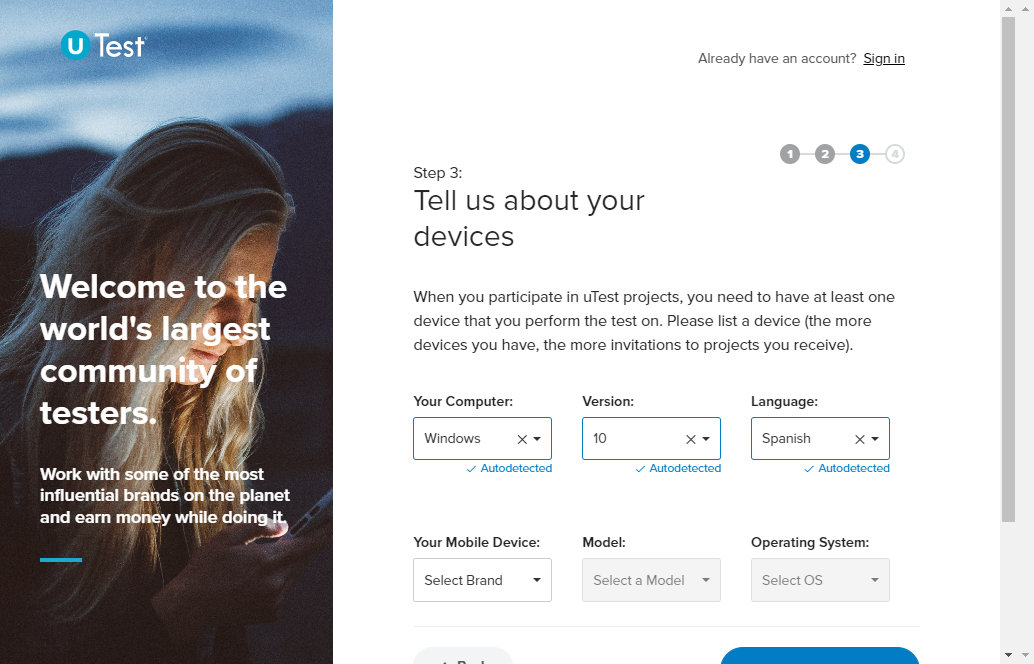 U Test
Already have an account? Sign in
1 2 3 4
Step 3:
Tell us about your
devices
Welcome to the
world's largest
community of
testers.
Work with some of the most
influential brands on the planet
and earn money while doing it.
When you participate in uTest projects, you need to have at least one
device that you perform the test on. Please list a device (the more
devices you have, the more invitations to projects you receive).
Your Computer: Version: Language:
Windows 10 Spanish
Autodetected Autodetected Autodetected
Your Mobile Device: Model: Operating System:
Select Brand Select a Model Select OS